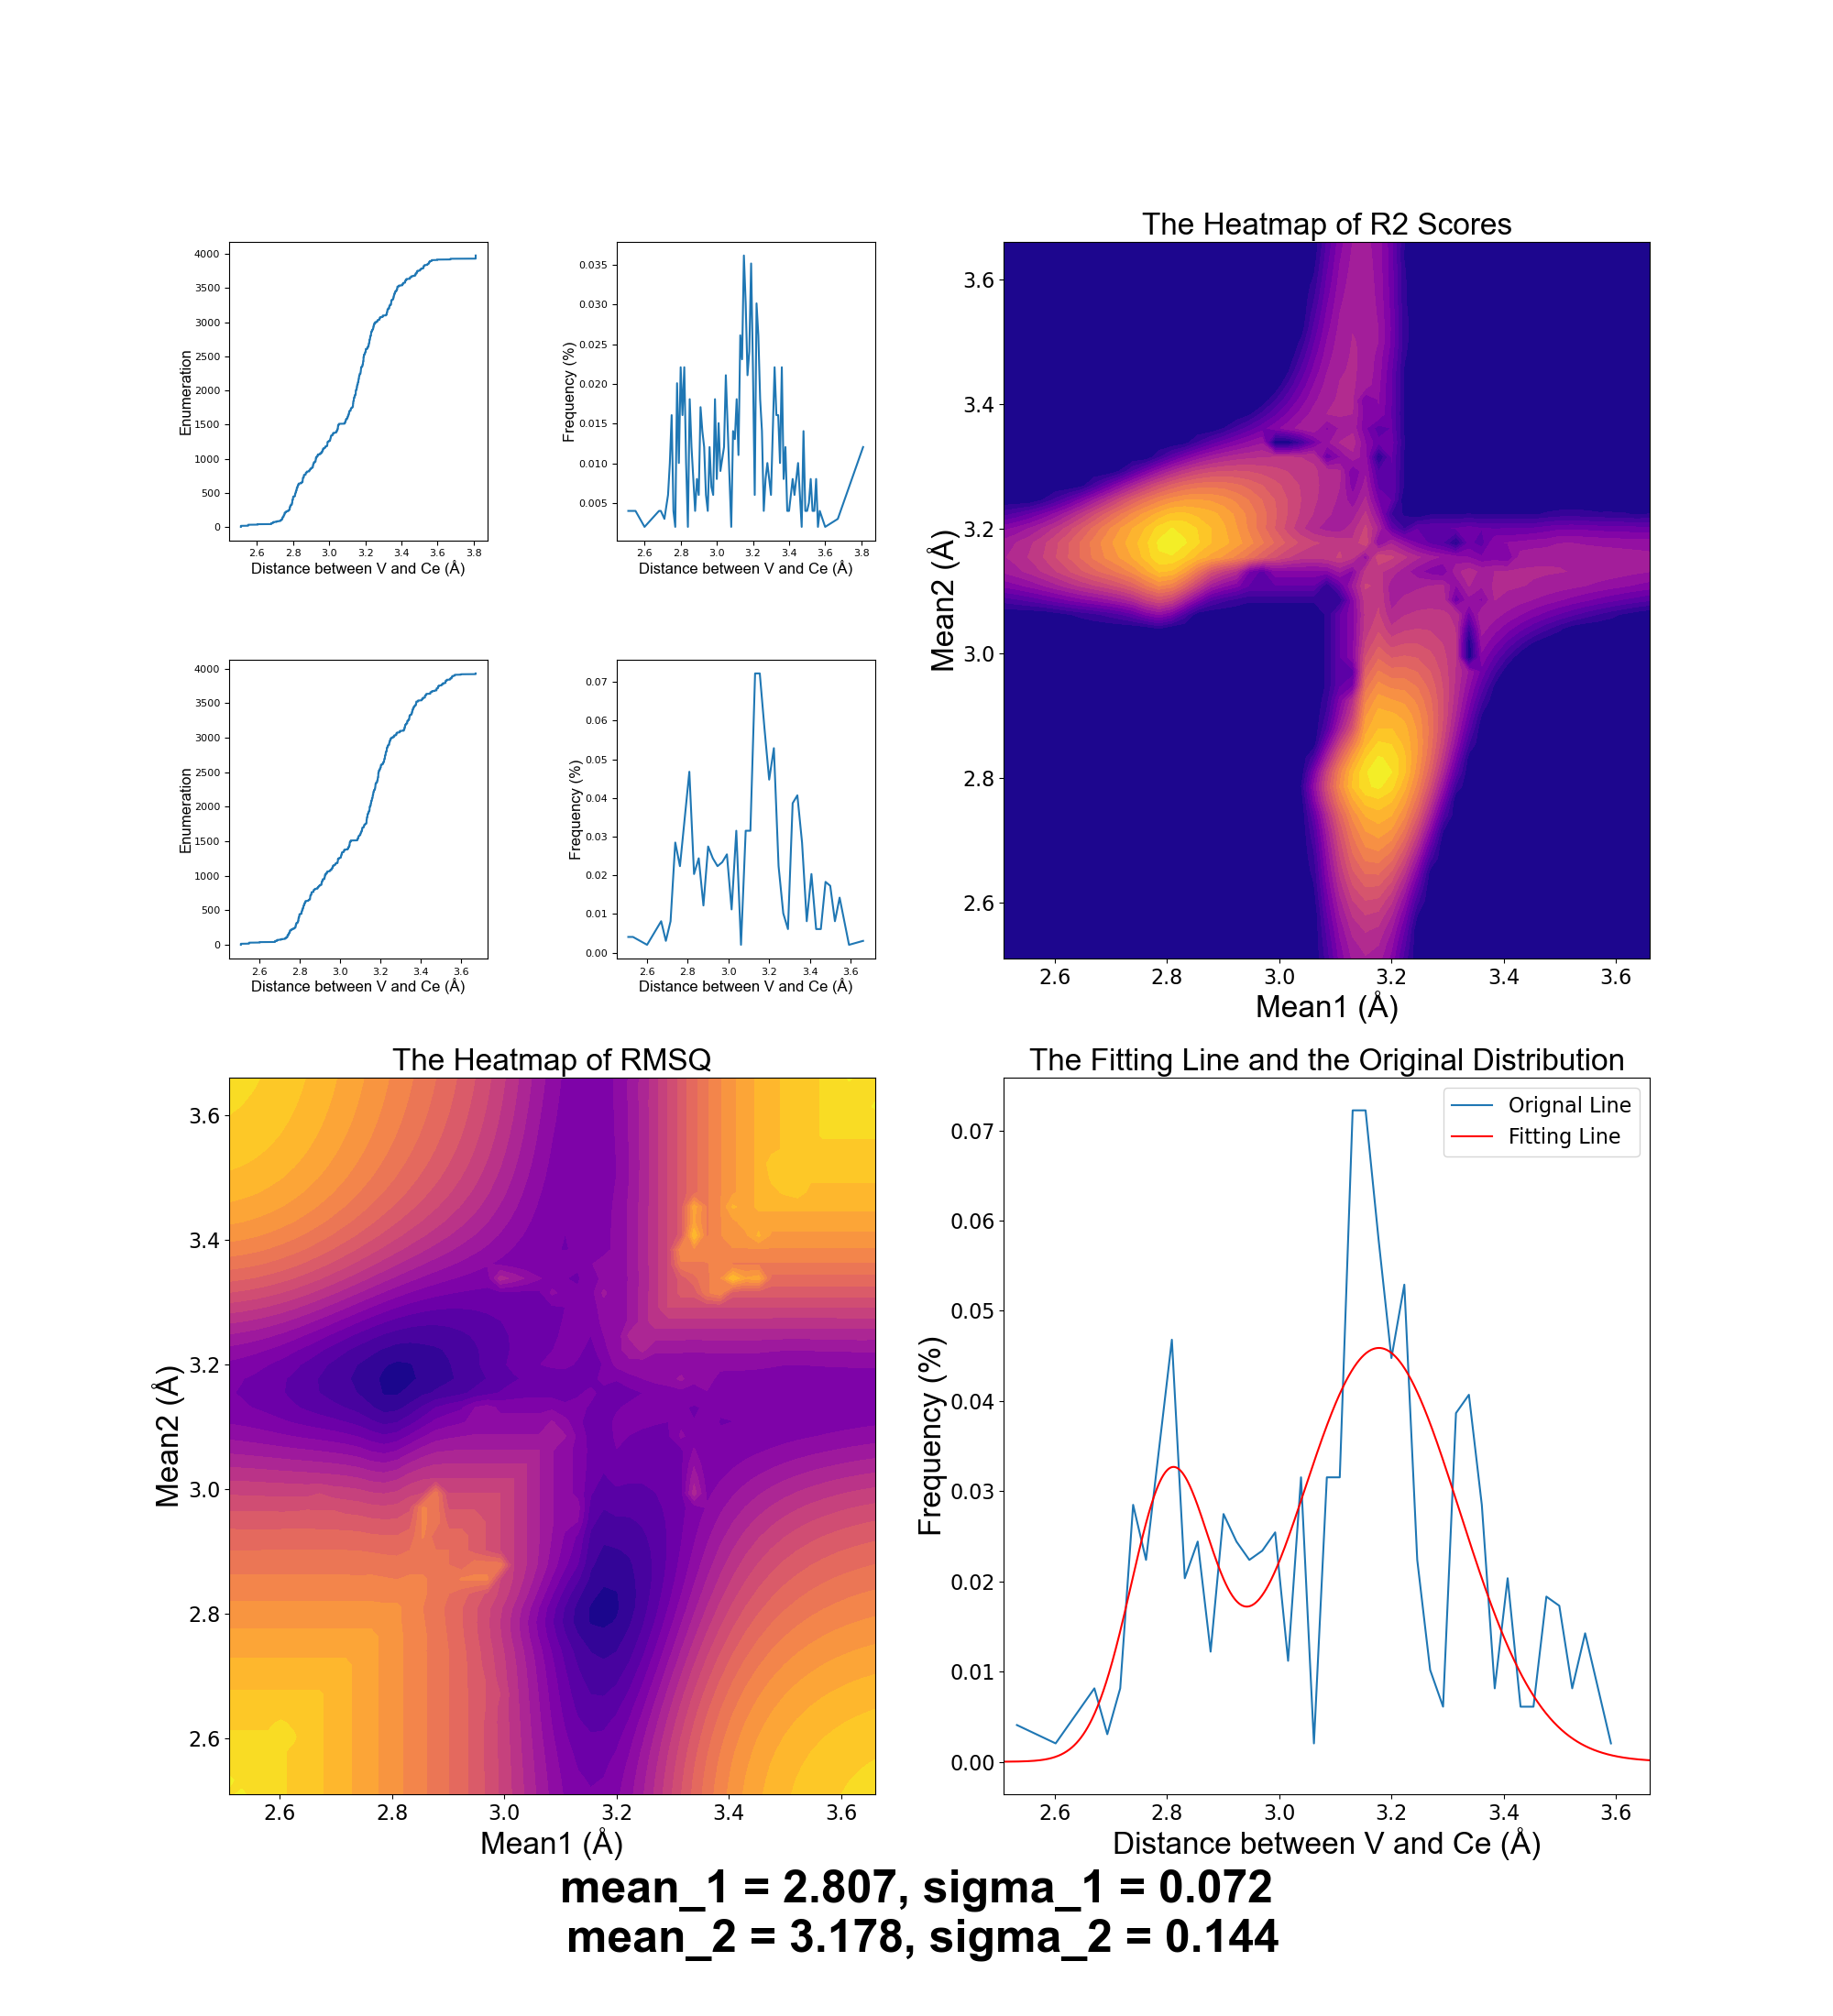 The Heatmap of R2 Scores
4000
3500
3000
2500
2000
1500
1000
500
0
Enumeration
2.6 2.8 3.0 3.2 3.4 3.6 3.8
Distance between V and Ce (Å)
0.035
0.030
0.025
0.020
0.015
0.010
0.005
Frequency (%)
2.6 2.8 3.0 3.2 3.4 3.6 3.8
Distance between V and Ce (Å)
3.6
3.4
3.2
3.0
2.8
2.6
Mean2 (Å)
2.6 2.8 3.0 3.2 3.4 3.6
Mean1 (Å)
4000
3500
3000
2500
2000
1500
1000
500
0
Enumeration
2.6 2.8 3.0 3.2 3.4 3.6
Distance between V and Ce (Å)
0.07
0.06
0.05
0.04
0.03
0.02
0.01
0.00
Frequency (%)
2.6 2.8 3.0 3.2 3.4 3.6
Distance between V and Ce (Å)
The Heatmap of RMSQ
3.6
3.4
3.2
3.0
2.8
2.6
Mean2 (Å)
2.6 2.8 3.0 3.2 3.4 3.6
Mean1 (Å)
The Fitting Line and the Original Distribution
Orignal Line
Fitting Line
0.07
0.06
0.05
0.04
0.03
0.02
0.01
0.00
Frequency (%)
2.6 2.8 3.0 3.2 3.4 3.6
Distance between V and Ce (Å)
mean_1 = 2.807, sigma_1 = 0.072
mean_2 = 3.178, sigma_2 = 0.144